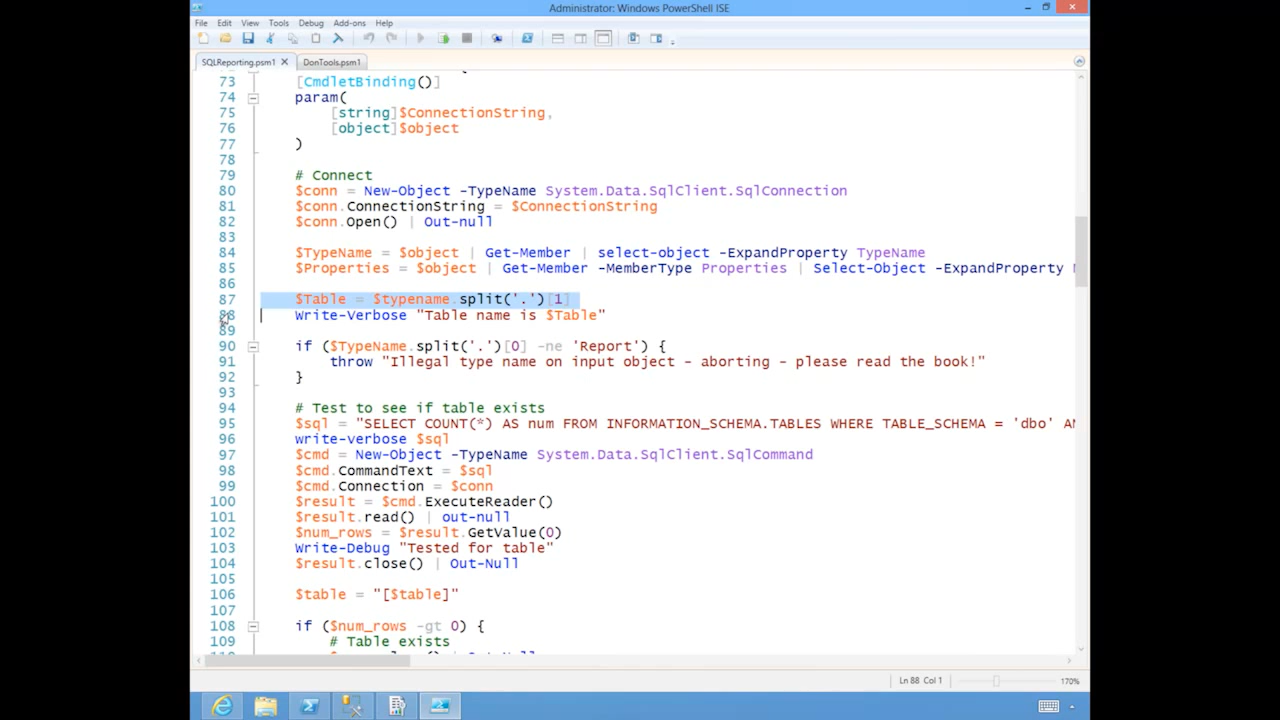 Administrator: Windows PowerShell ISE
File Edit View Tools Debug Add-ons Help
SQLReporting.psm1 DonTools.psm1
73 [CmdletBinding()]
74 param(
75 [string]$ConnectionString,
76 [object]$object
77 )
78
79 # Connect
80 $conn = New-Object -TypeName System.Data.SqlClient.SqlConnection
81 $conn.ConnectionString = $ConnectionString
82 $conn.Open() | Out-null
83
84 $TypeName = $object | Get-Member | select-object -ExpandProperty TypeName
85 $Properties = $object | Get-Member -MemberType Properties | Select-Object -ExpandProperty
86
87 $Table = $typename.split('.')[1]
88 Write-Verbose "Table name is $Table"
89
90 if ($TypeName.split('.')[0] -ne 'Report') {
91 throw "Illegal type name on input object - aborting - please read the book!"
92 }
93
94 # Test to see if table exists
95 $sql = "SELECT COUNT(*) AS num FROM INFORMATION_SCHEMA.TABLES WHERE TABLE_SCHEMA = 'dbo'
96 write-verbose $sql
97 $cmd = New-Object -TypeName System.Data.SqlClient.SqlCommand
98 $cmd.CommandText = $sql
99 $cmd.Connection = $conn
100 $result = $cmd.ExecuteReader()
101 $result.read() | out-null
102 $num_rows = $result.GetValue(0)
103 Write-Debug "Tested for table"
104 $result.close() | Out-Null
105
106 $table = "[$table]"
107
108 if ($num_rows -gt 0) {
109 # Table exists
Ln 88 Col 1 170%